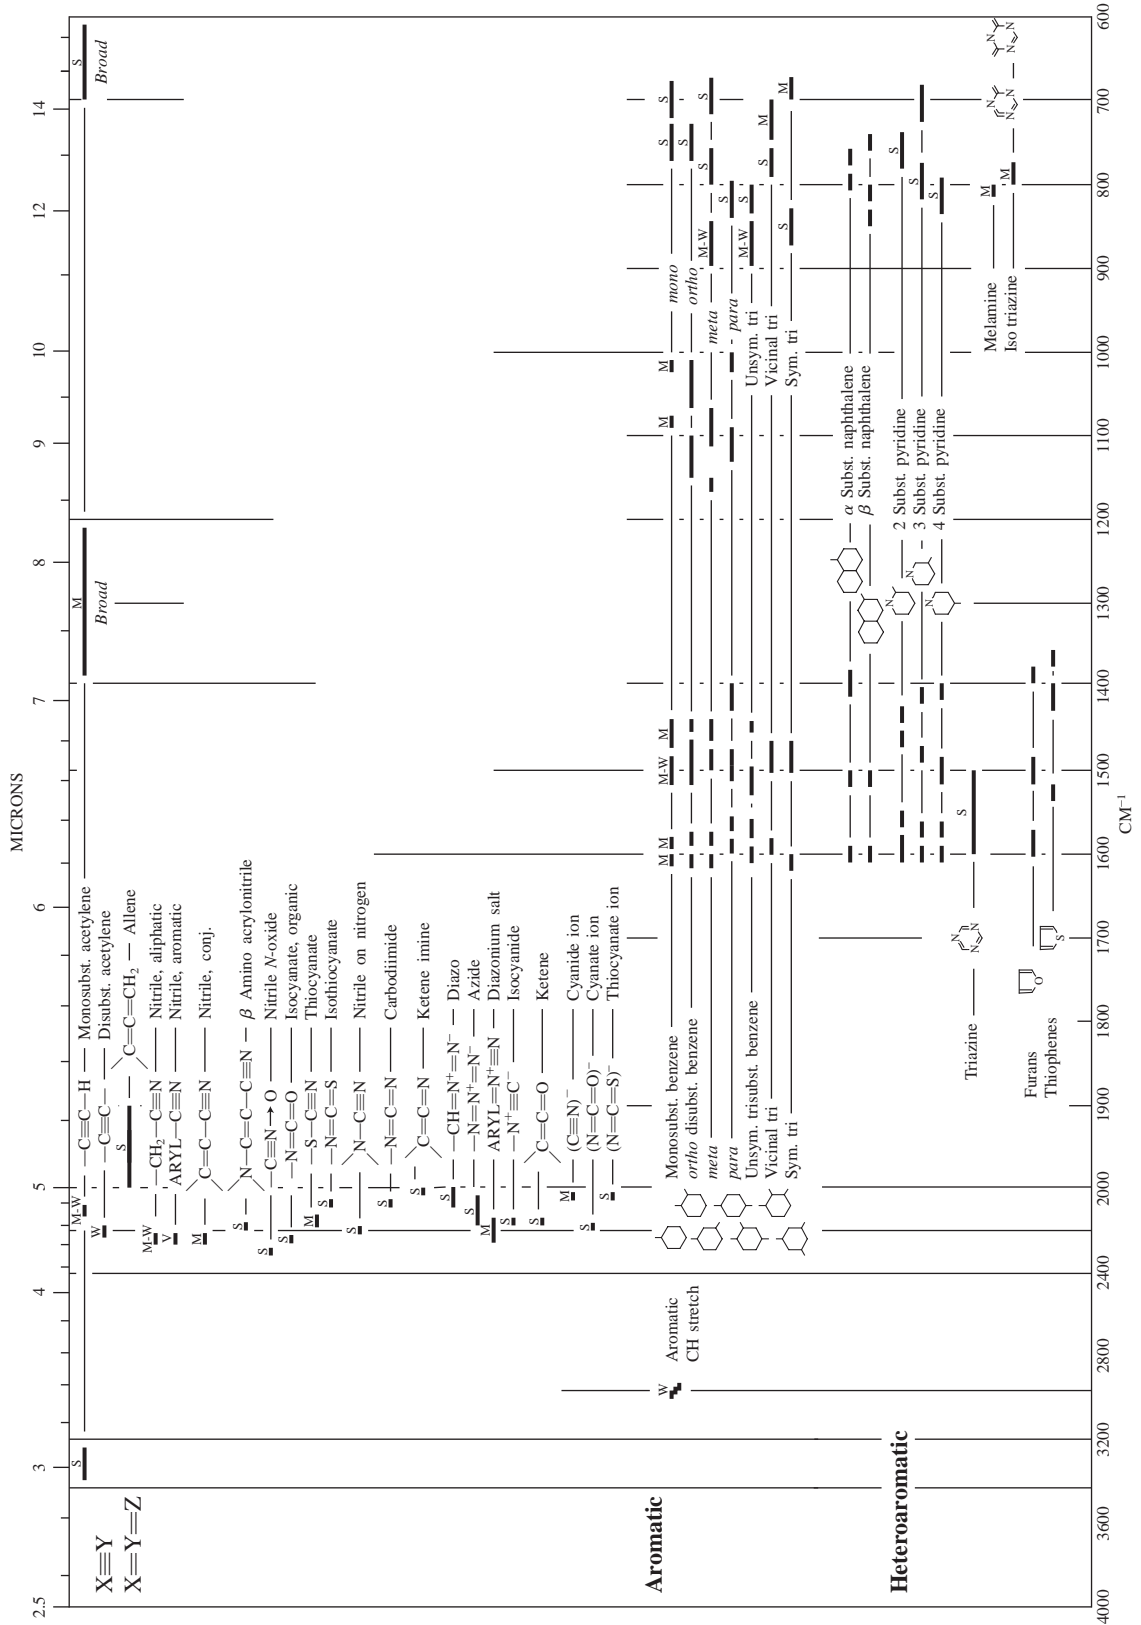 MICRONS
2.5
3
4
5
6
7
8
9
10
12
14
X≡Y
X=Y=Z
S
M
Broad
S
Broad
M-W —C≡C—H — Monosubst. acetylene
W —C≡C— Disubst. acetylene
S C=C=CH2 — Allene
M-W —CH2—C≡N — Nitrile, aliphatic
V ARYL—C≡N — Nitrile, aromatic
M C=C—C≡N — Nitrile, conj.
S N—C=C—C≡N — β Amino acrylonitrile
S —C≡N→O — Nitrile N-oxide
S —N=C=O — Isocyanate, organic
M —S—C≡N — Thiocyanate
S —N=C=S — Isothiocyanate
S N—C≡N — Nitrile on nitrogen
S —N=C=N — Carbodiimide
S C=C=N — Ketene imine
S —CH=N+=N− — Diazo
S —N=N+=N− — Azide
M ARYL—N+≡N — Diazonium salt
S —N+≡C− — Isocyanide
S C=C=O — Ketene
M (C≡N)− — Cyanide ion
S (N=C=O)− — Cyanate ion
S (N=C=S)− — Thiocyanate ion
Aromatic
W Aromatic
CH stretch
Monosubst. benzene M M M-W M M M mono S S
ortho disubst. benzene ortho S
meta meta M-W S S
para para S
Unsym. trisubst. benzene Unsym. tri M-W S
Vicinal tri Vicinal tri S M
Sym. tri Sym. tri S M
Heteroaromatic
α Subst. naphthalene
β Subst. naphthalene
N 2 Subst. pyridine S
N 3 Subst. pyridine S
N 4 Subst. pyridine S
Triazine N N N S
Melamine M
Iso triazine M N N N N N N
Furans O
Thiophenes S
4000
3600
3200
2800
2400
2000
1900
1800
1700
1600
1500
1400
1300
1200
1100
1000
900
800
700
600
CM−1